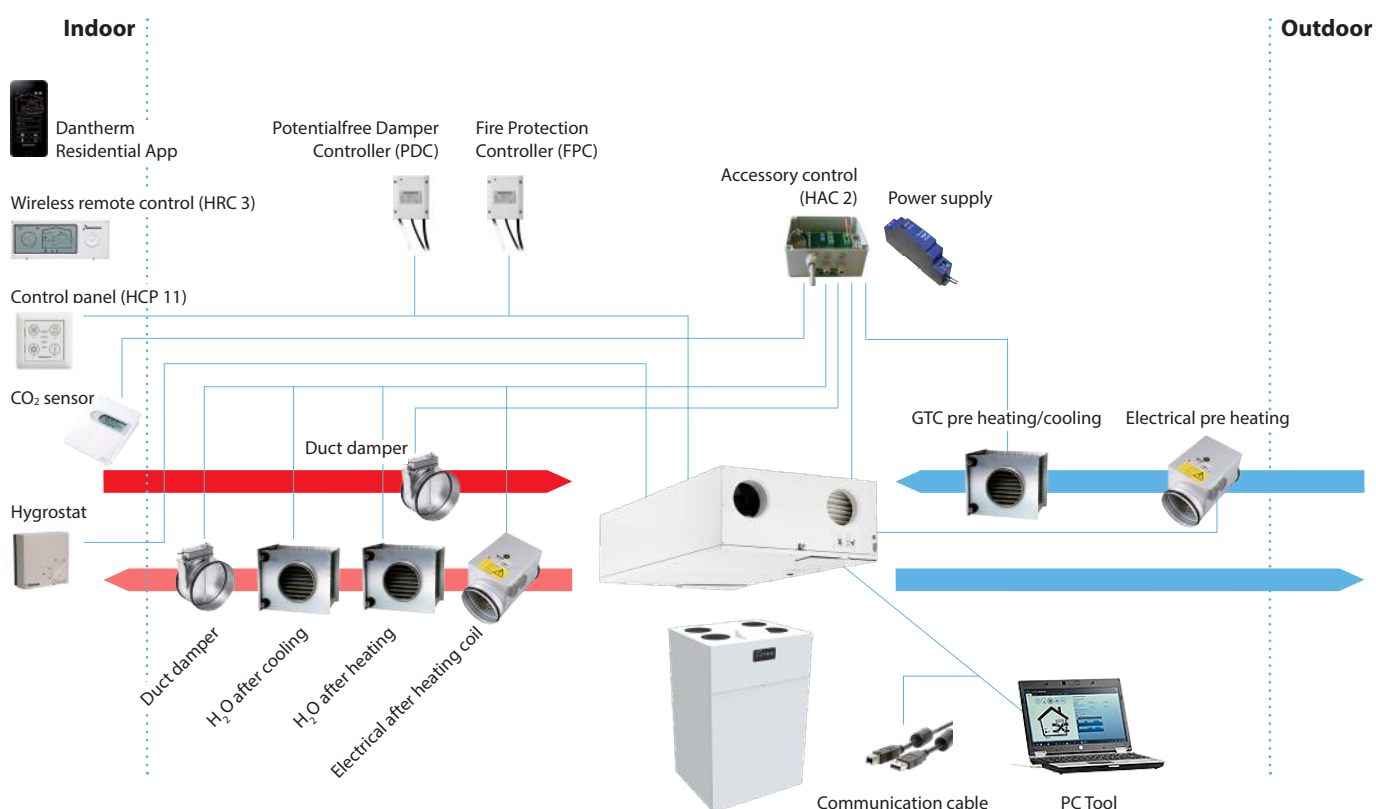 Indoor
Outdoor
Dantherm
Residential App
Potentialfree Damper
Controller (PDC)
Fire Protection
Controller (FPC)
Accessory control
(HAC 2)
Power supply
Wireless remote control (HRC 3)
Control panel (HCP 11)
CO₂ sensor
Duct damper
GTC pre heating/cooling
Electrical pre heating
Hygrostat
Duct damper
H₂O after cooling
H₂O after heating
Electrical after heating coil
Communication cable
PC Tool